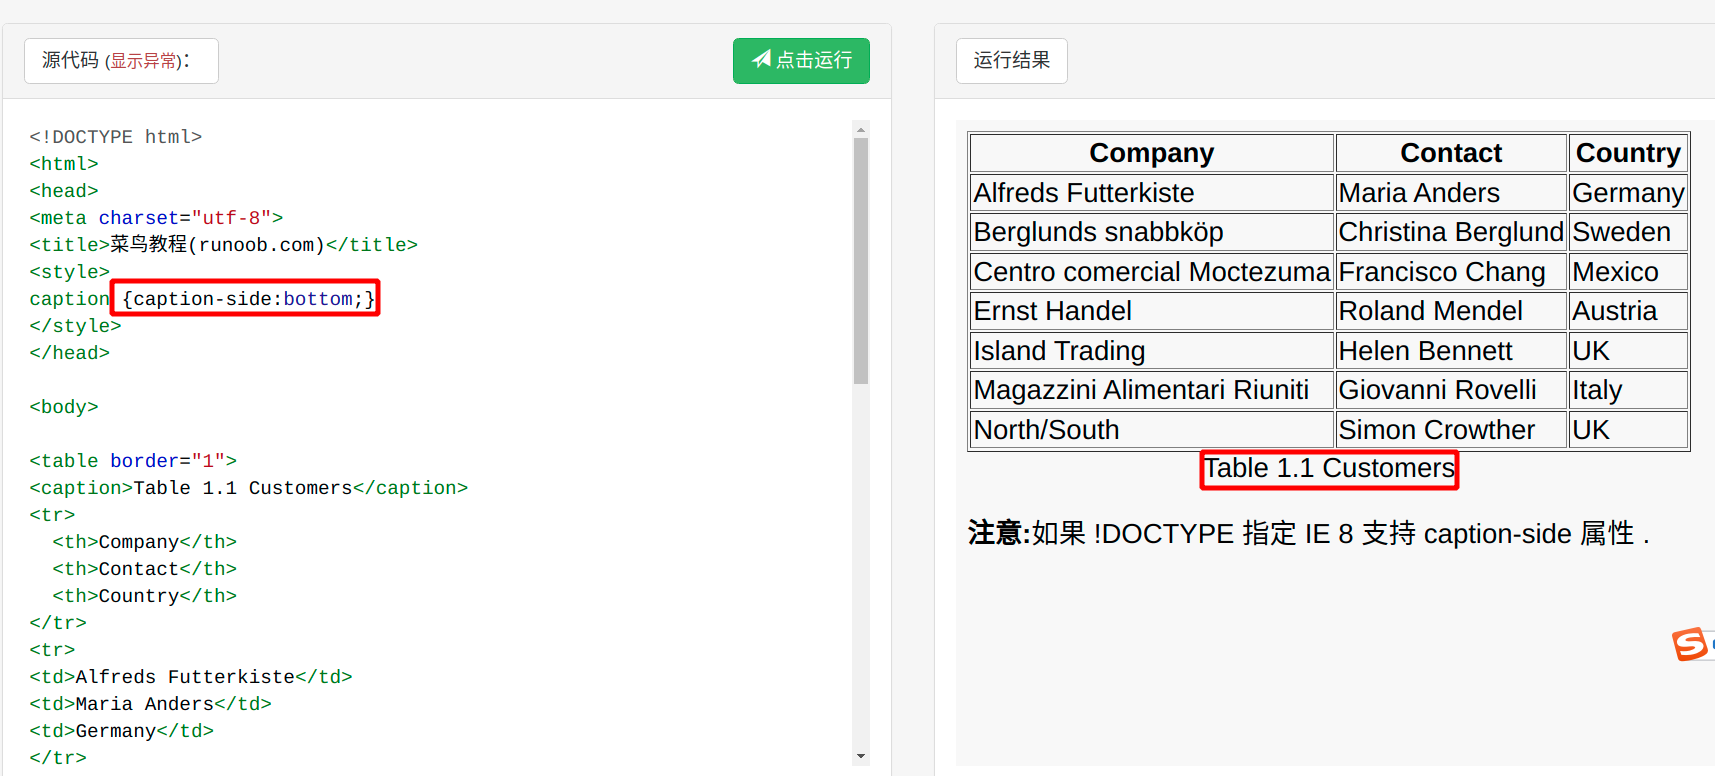 源代码 (显示异常)：
点击运行
<!DOCTYPE html>
<html>
<head>
<meta charset="utf-8">
<title>菜鸟教程(runoob.com)</title>
<style>
caption {caption-side:bottom;}
</style>
</head>
<body>
<table border="1">
<caption>Table 1.1 Customers</caption>
<tr>
<th>Company</th>
<th>Contact</th>
<th>Country</th>
</tr>
<tr>
<td>Alfreds Futterkiste</td>
<td>Maria Anders</td>
<td>Germany</td>
</tr>
运行结果
Company Contact Country
Alfreds Futterkiste Maria Anders Germany
Berglunds snabbköp Christina Berglund Sweden
Centro comercial Moctezuma Francisco Chang Mexico
Ernst Handel Roland Mendel Austria
Island Trading Helen Bennett UK
Magazzini Alimentari Riuniti Giovanni Rovelli Italy
North/South Simon Crowther UK
Table 1.1 Customers
注意:如果 !DOCTYPE 指定 IE 8 支持 caption-side 属性 .
S